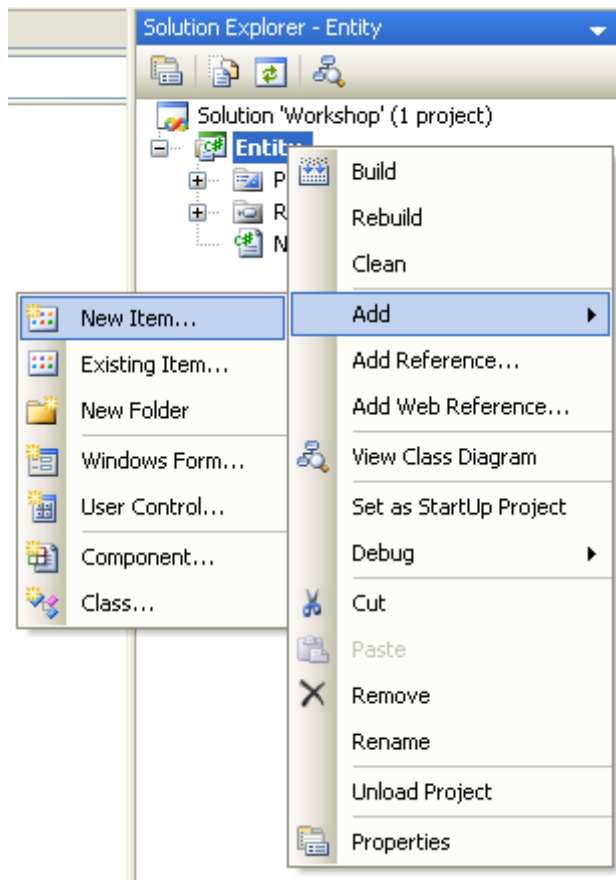 Solution Explorer - Entity
Solution 'Workshop' (1 project)
Entity
P
R
N
Build
Rebuild
Clean
Add
Add Reference...
Add Web Reference...
View Class Diagram
Set as StartUp Project
Debug
Cut
Paste
Remove
Rename
Unload Project
Properties
New Item...
Existing Item...
New Folder
Windows Form...
User Control...
Component...
Class...